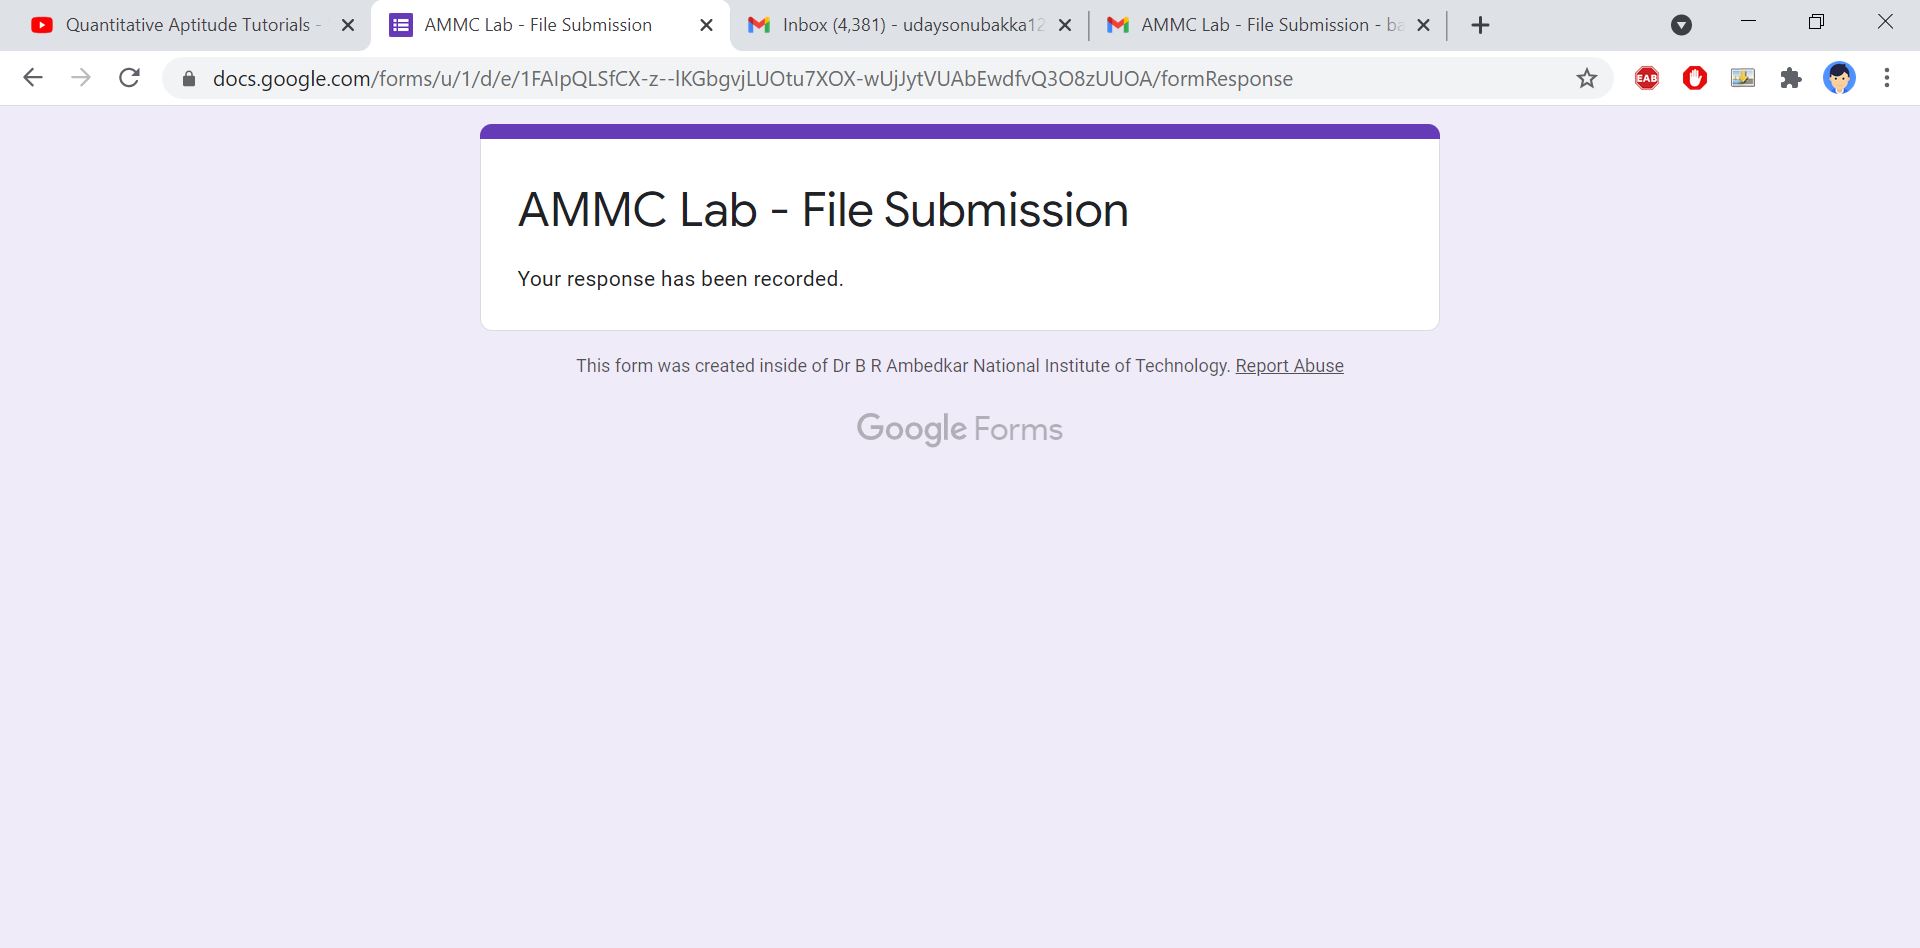 Quantitative Aptitude Tutorials -
AMMC Lab - File Submission
Inbox (4,381) - udaysonubakka12
AMMC Lab - File Submission - ba
docs.google.com/forms/u/1/d/e/1FAIpQLSfCX-z--lKGbgvjLUOtu7XOX-wUjJytVUAbEwdfvQ3O8zUUOA/formResponse
EAB
AMMC Lab - File Submission
Your response has been recorded.
This form was created inside of Dr B R Ambedkar National Institute of Technology. Report Abuse
Google Forms